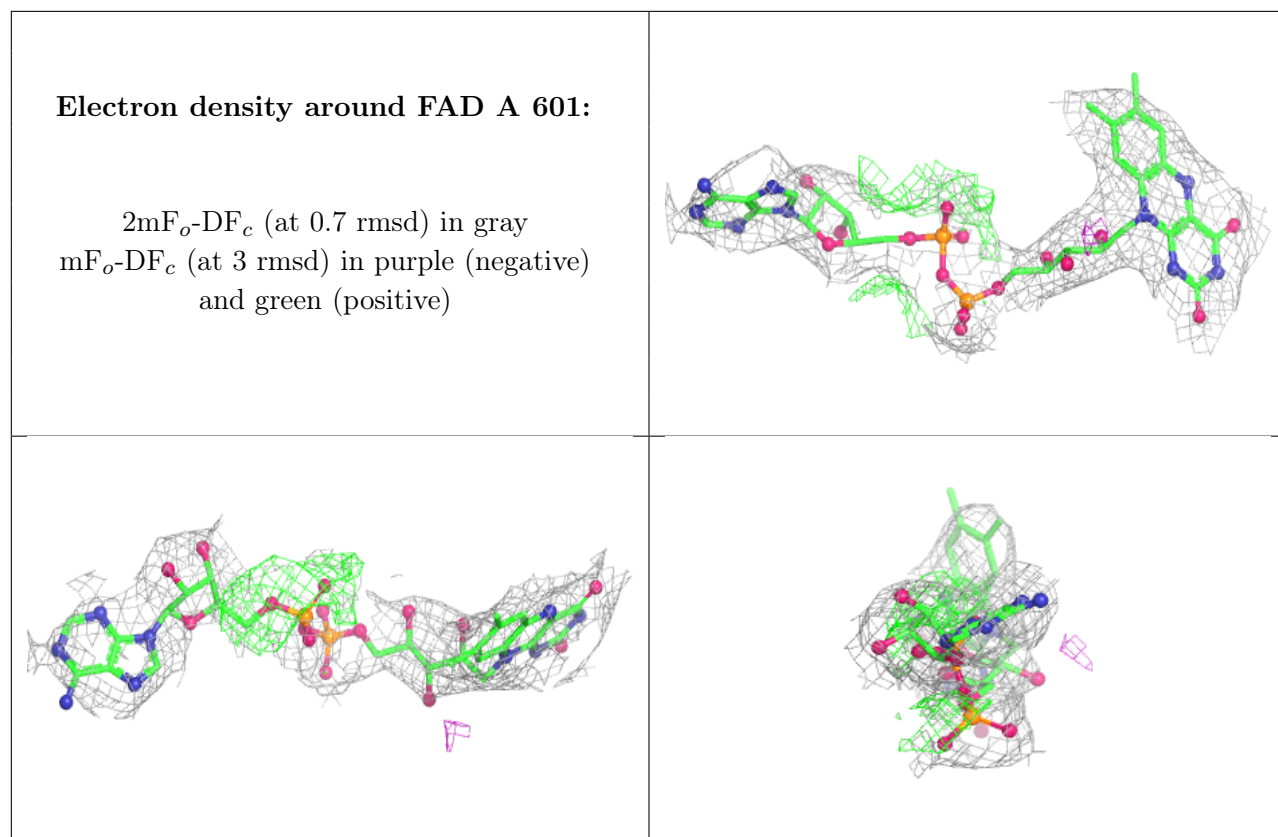 Electron density around FAD A 601:
2mFo-DFc (at 0.7 rmsd) in gray
mFo-DFc (at 3 rmsd) in purple (negative)
and green (positive)